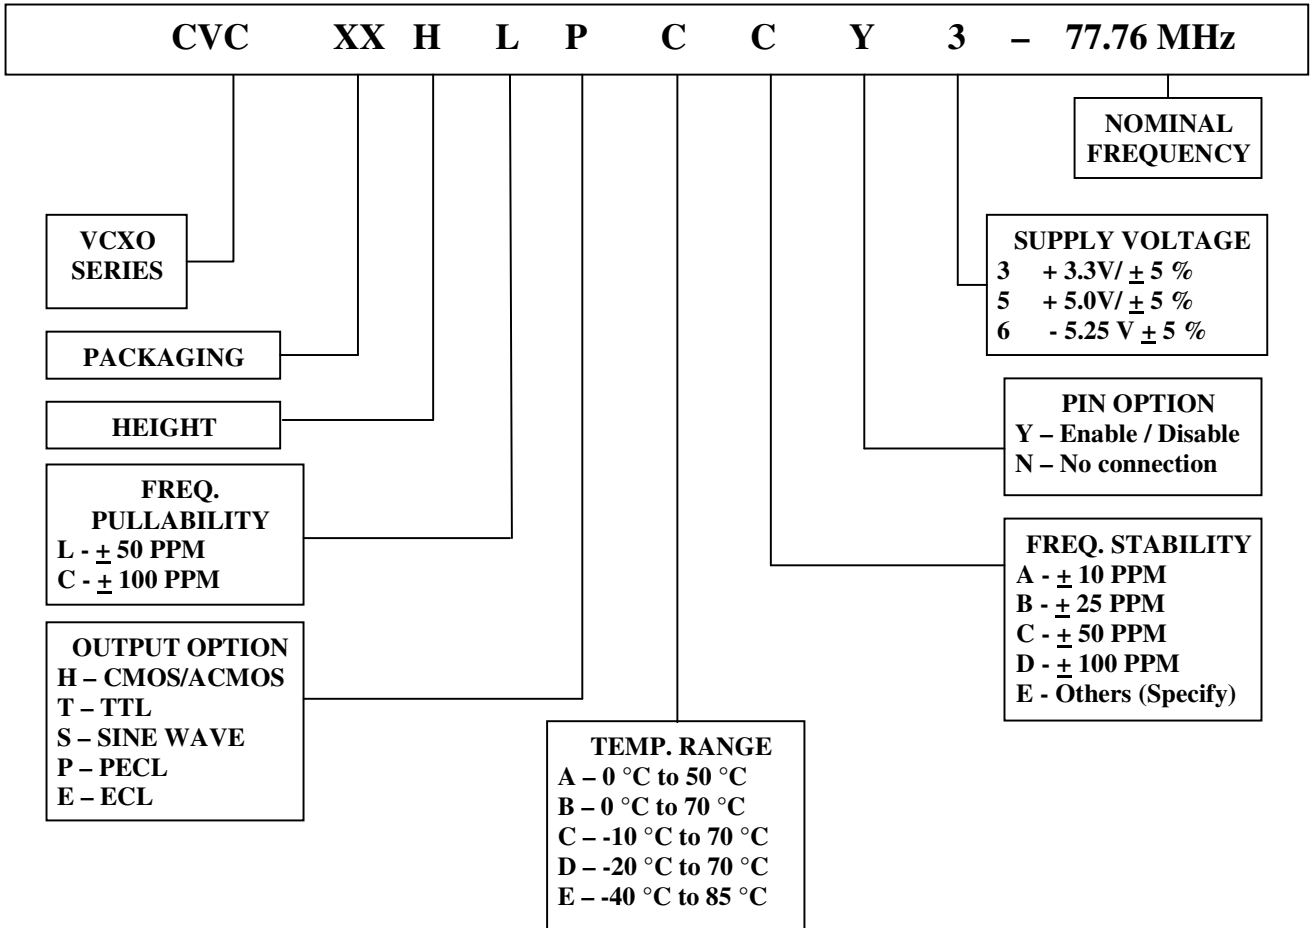 CVC XX H L P C C Y 3 – 77.76 MHz
NOMINAL
FREQUENCY
VCXO
SERIES
SUPPLY VOLTAGE
3 + 3.3V/ ± 5 %
5 + 5.0V/ ± 5 %
6 - 5.25 V ± 5 %
PACKAGING
HEIGHT
PIN OPTION
Y – Enable / Disable
N – No connection
FREQ.
PULLABILITY
L - ± 50 PPM
C - ± 100 PPM
FREQ. STABILITY
A - ± 10 PPM
B - ± 25 PPM
C - ± 50 PPM
D - ± 100 PPM
E - Others (Specify)
OUTPUT OPTION
H – CMOS/ACMOS
T – TTL
S – SINE WAVE
P – PECL
E – ECL
TEMP. RANGE
A – 0 °C to 50 °C
B – 0 °C to 70 °C
C – -10 °C to 70 °C
D – -20 °C to 70 °C
E – -40 °C to 85 °C